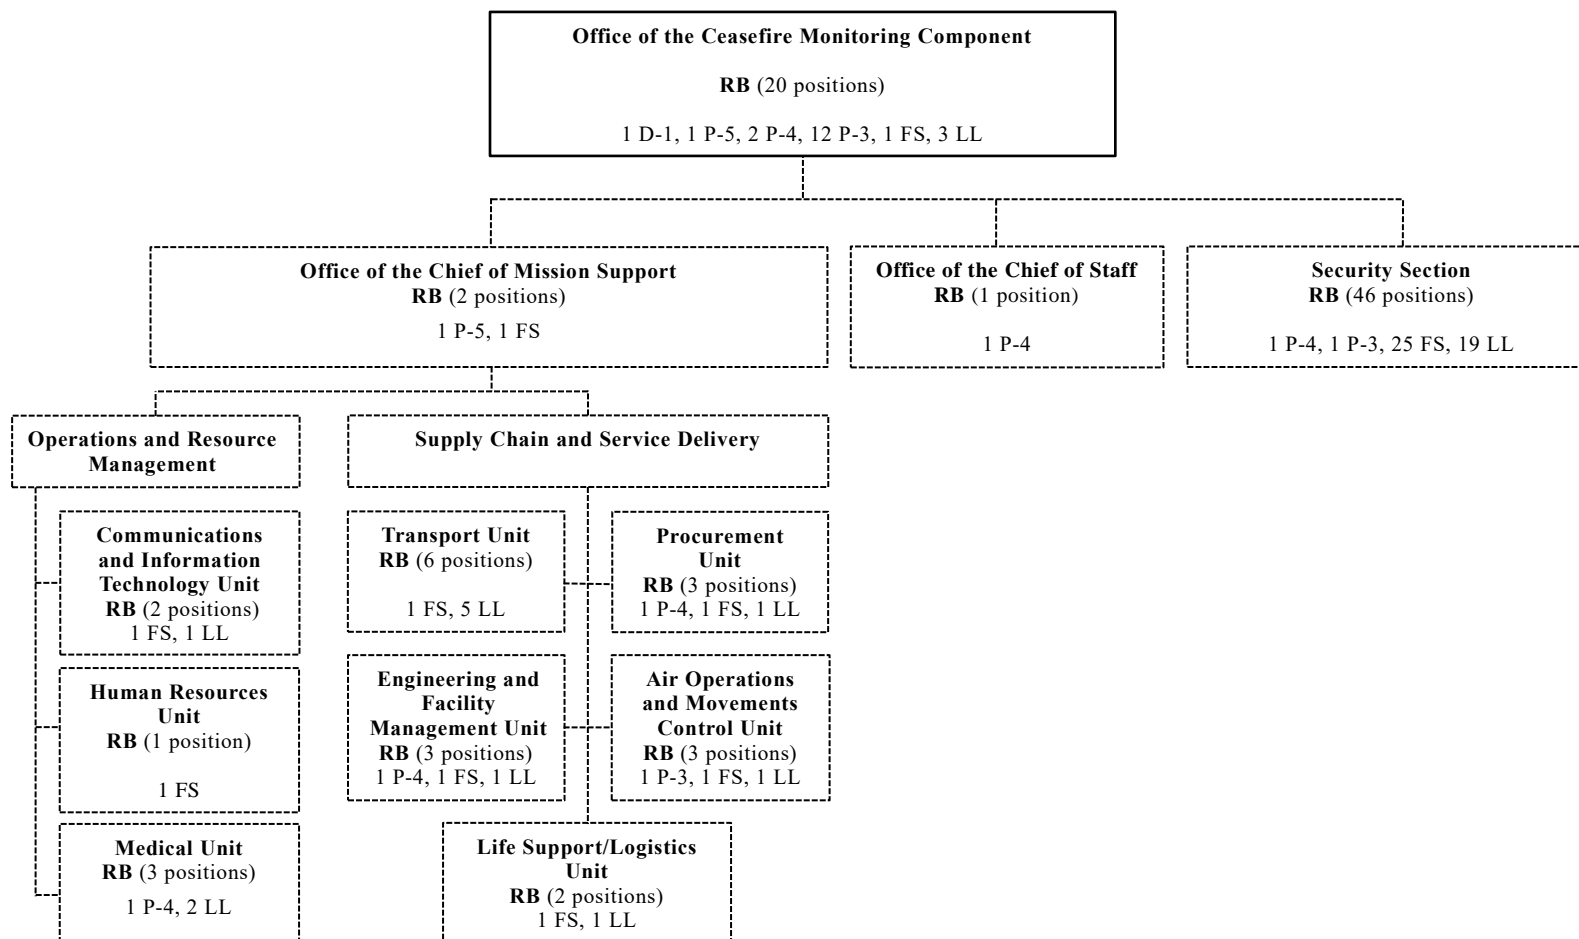 Office of the Ceasefire Monitoring Component
RB (20 positions)
1 D-1, 1 P-5, 2 P-4, 12 P-3, 1 FS, 3 LL
Office of the Chief of Mission Support
RB (2 positions)
1 P-5, 1 FS
Office of the Chief of Staff
RB (1 position)
1 P-4
Security Section
RB (46 positions)
1 P-4, 1 P-3, 25 FS, 19 LL
Operations and Resource
Management
Supply Chain and Service Delivery
Communications
and Information
Technology Unit
RB (2 positions)
1 FS, 1 LL
Transport Unit
RB (6 positions)
1 FS, 5 LL
Procurement
Unit
RB (3 positions)
1 P-4, 1 FS, 1 LL
Human Resources
Unit
RB (1 position)
1 FS
Engineering and
Facility
Management Unit
RB (3 positions)
1 P-4, 1 FS, 1 LL
Air Operations
and Movements
Control Unit
RB (3 positions)
1 P-3, 1 FS, 1 LL
Medical Unit
RB (3 positions)
1 P-4, 2 LL
Life Support/Logistics
Unit
RB (2 positions)
1 FS, 1 LL